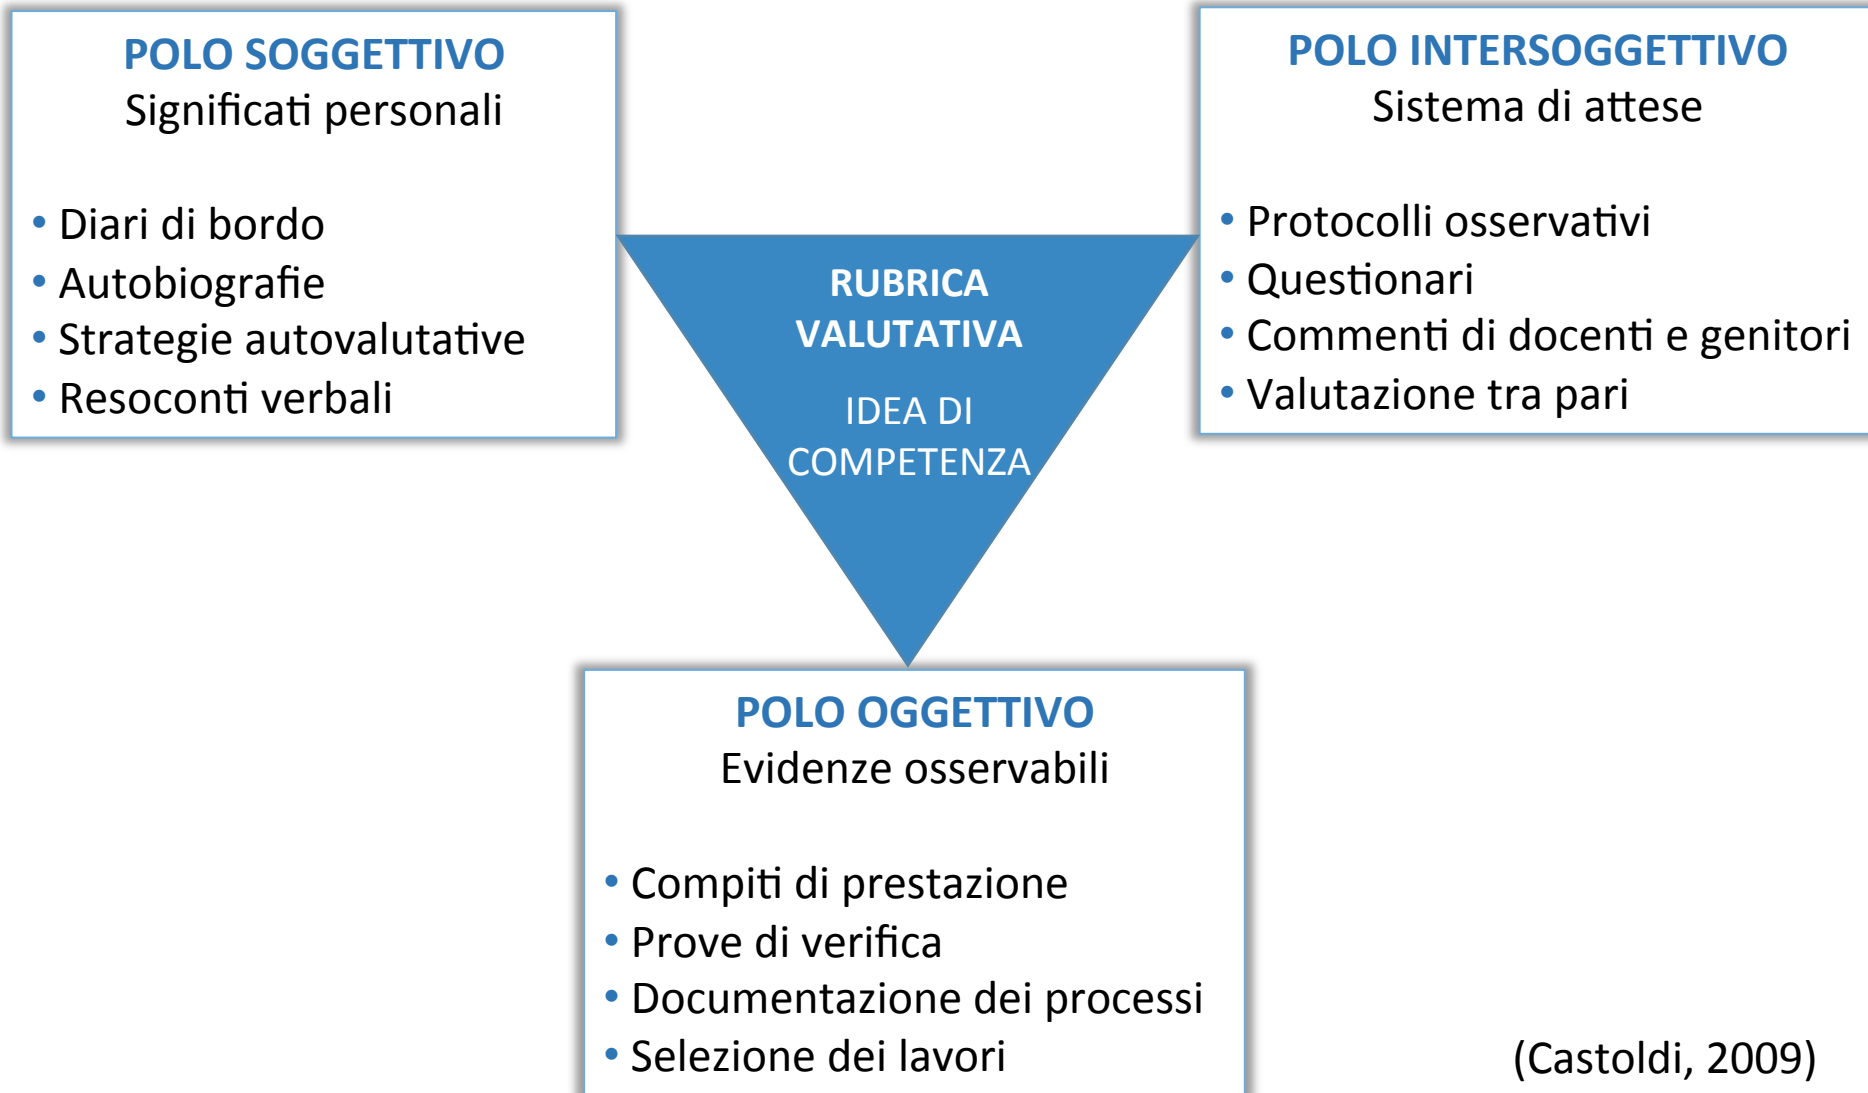 POLO SOGGETTIVO
Significati personali
• Diari di bordo
• Autobiografie
• Strategie autovalutative
• Resoconti verbali
POLO INTERSOGGETTIVO
Sistema di attese
• Protocolli osservativi
• Questionari
• Commenti di docenti e genitori
• Valutazione tra pari
RUBRICA
VALUTATIVA
IDEA DI
COMPETENZA
POLO OGGETTIVO
Evidenze osservabili
• Compiti di prestazione
• Prove di verifica
• Documentazione dei processi
• Selezione dei lavori
(Castoldi, 2009)